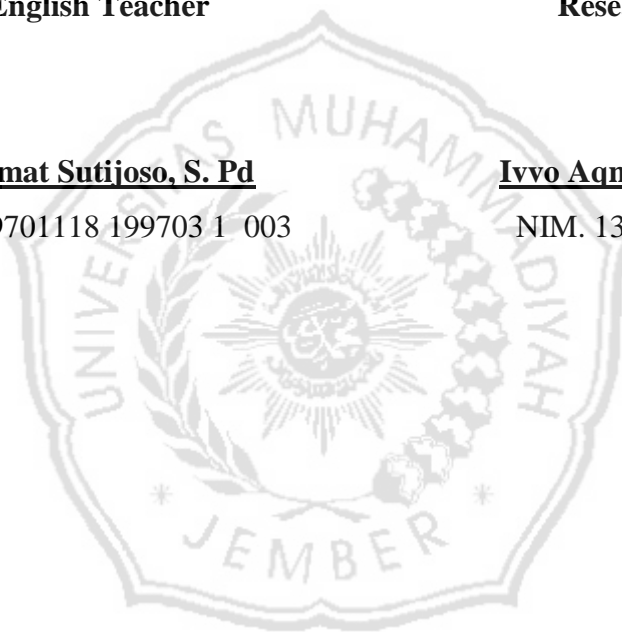 English Teacher
Rese
mat Sutijoso, S. Pd
Ivvo Aqn
9701118 199703 1 003
NIM. 13
UNIVERSITAS MUHAMMADIYAH
JEMBER